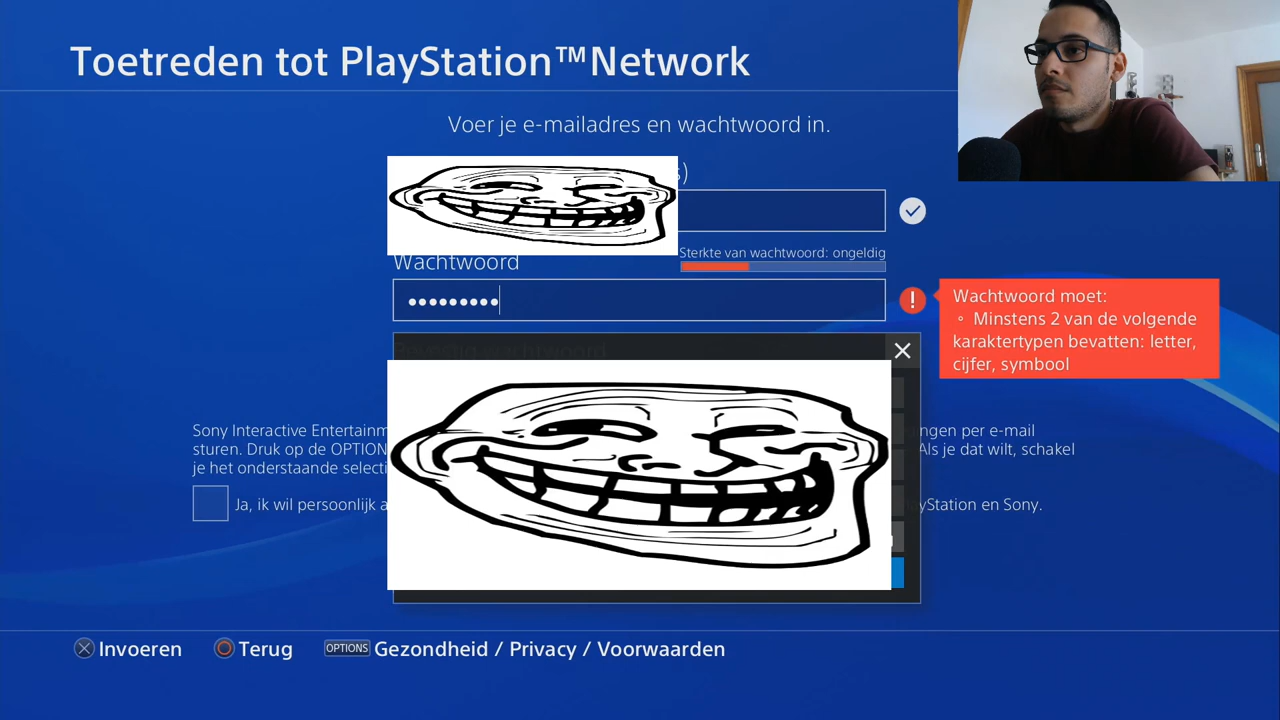 Toetreden tot PlayStation™Network
Voer je e-mailadres en wachtwoord in.
Sterkte van wachtwoord: ongeldig
Wachtwoord
•••••••••
!
Wachtwoord moet:
◦ Minstens 2 van de volgende
karaktertypen bevatten: letter,
cijfer, symbool
Bevestig wachtwoord
Sony Interactive Entertainm ngen per e-mail
sturen. Druk op de OPTION Als je dat wilt, schakel
je het onderstaande selecti
Ja, ik wil persoonlijk a yStation en Sony.
Invoeren Terug OPTIONS Gezondheid / Privacy / Voorwaarden